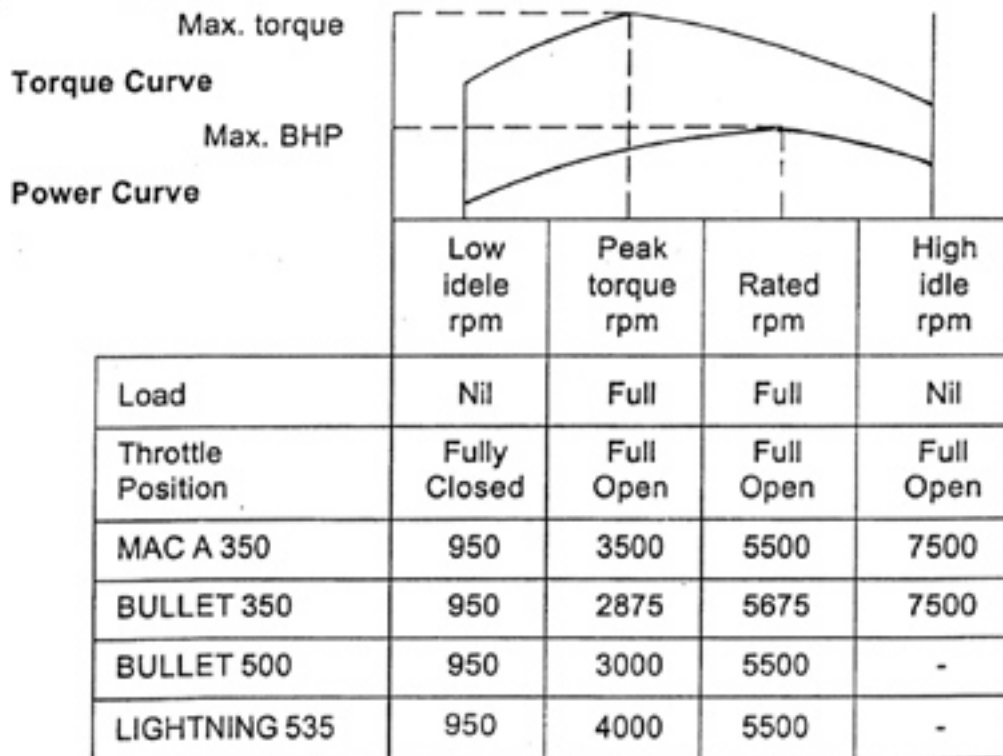 Max. torque
Torque Curve
Max. BHP
Power Curve
Low idele rpm Peak torque rpm Rated rpm High idle rpm
Load Nil Full Full Nil
Throttle Position Fully Closed Full Open Full Open Full Open
MAC A 350 950 3500 5500 7500
BULLET 350 950 2875 5675 7500
BULLET 500 950 3000 5500 -
LIGHTNING 535 950 4000 5500 -